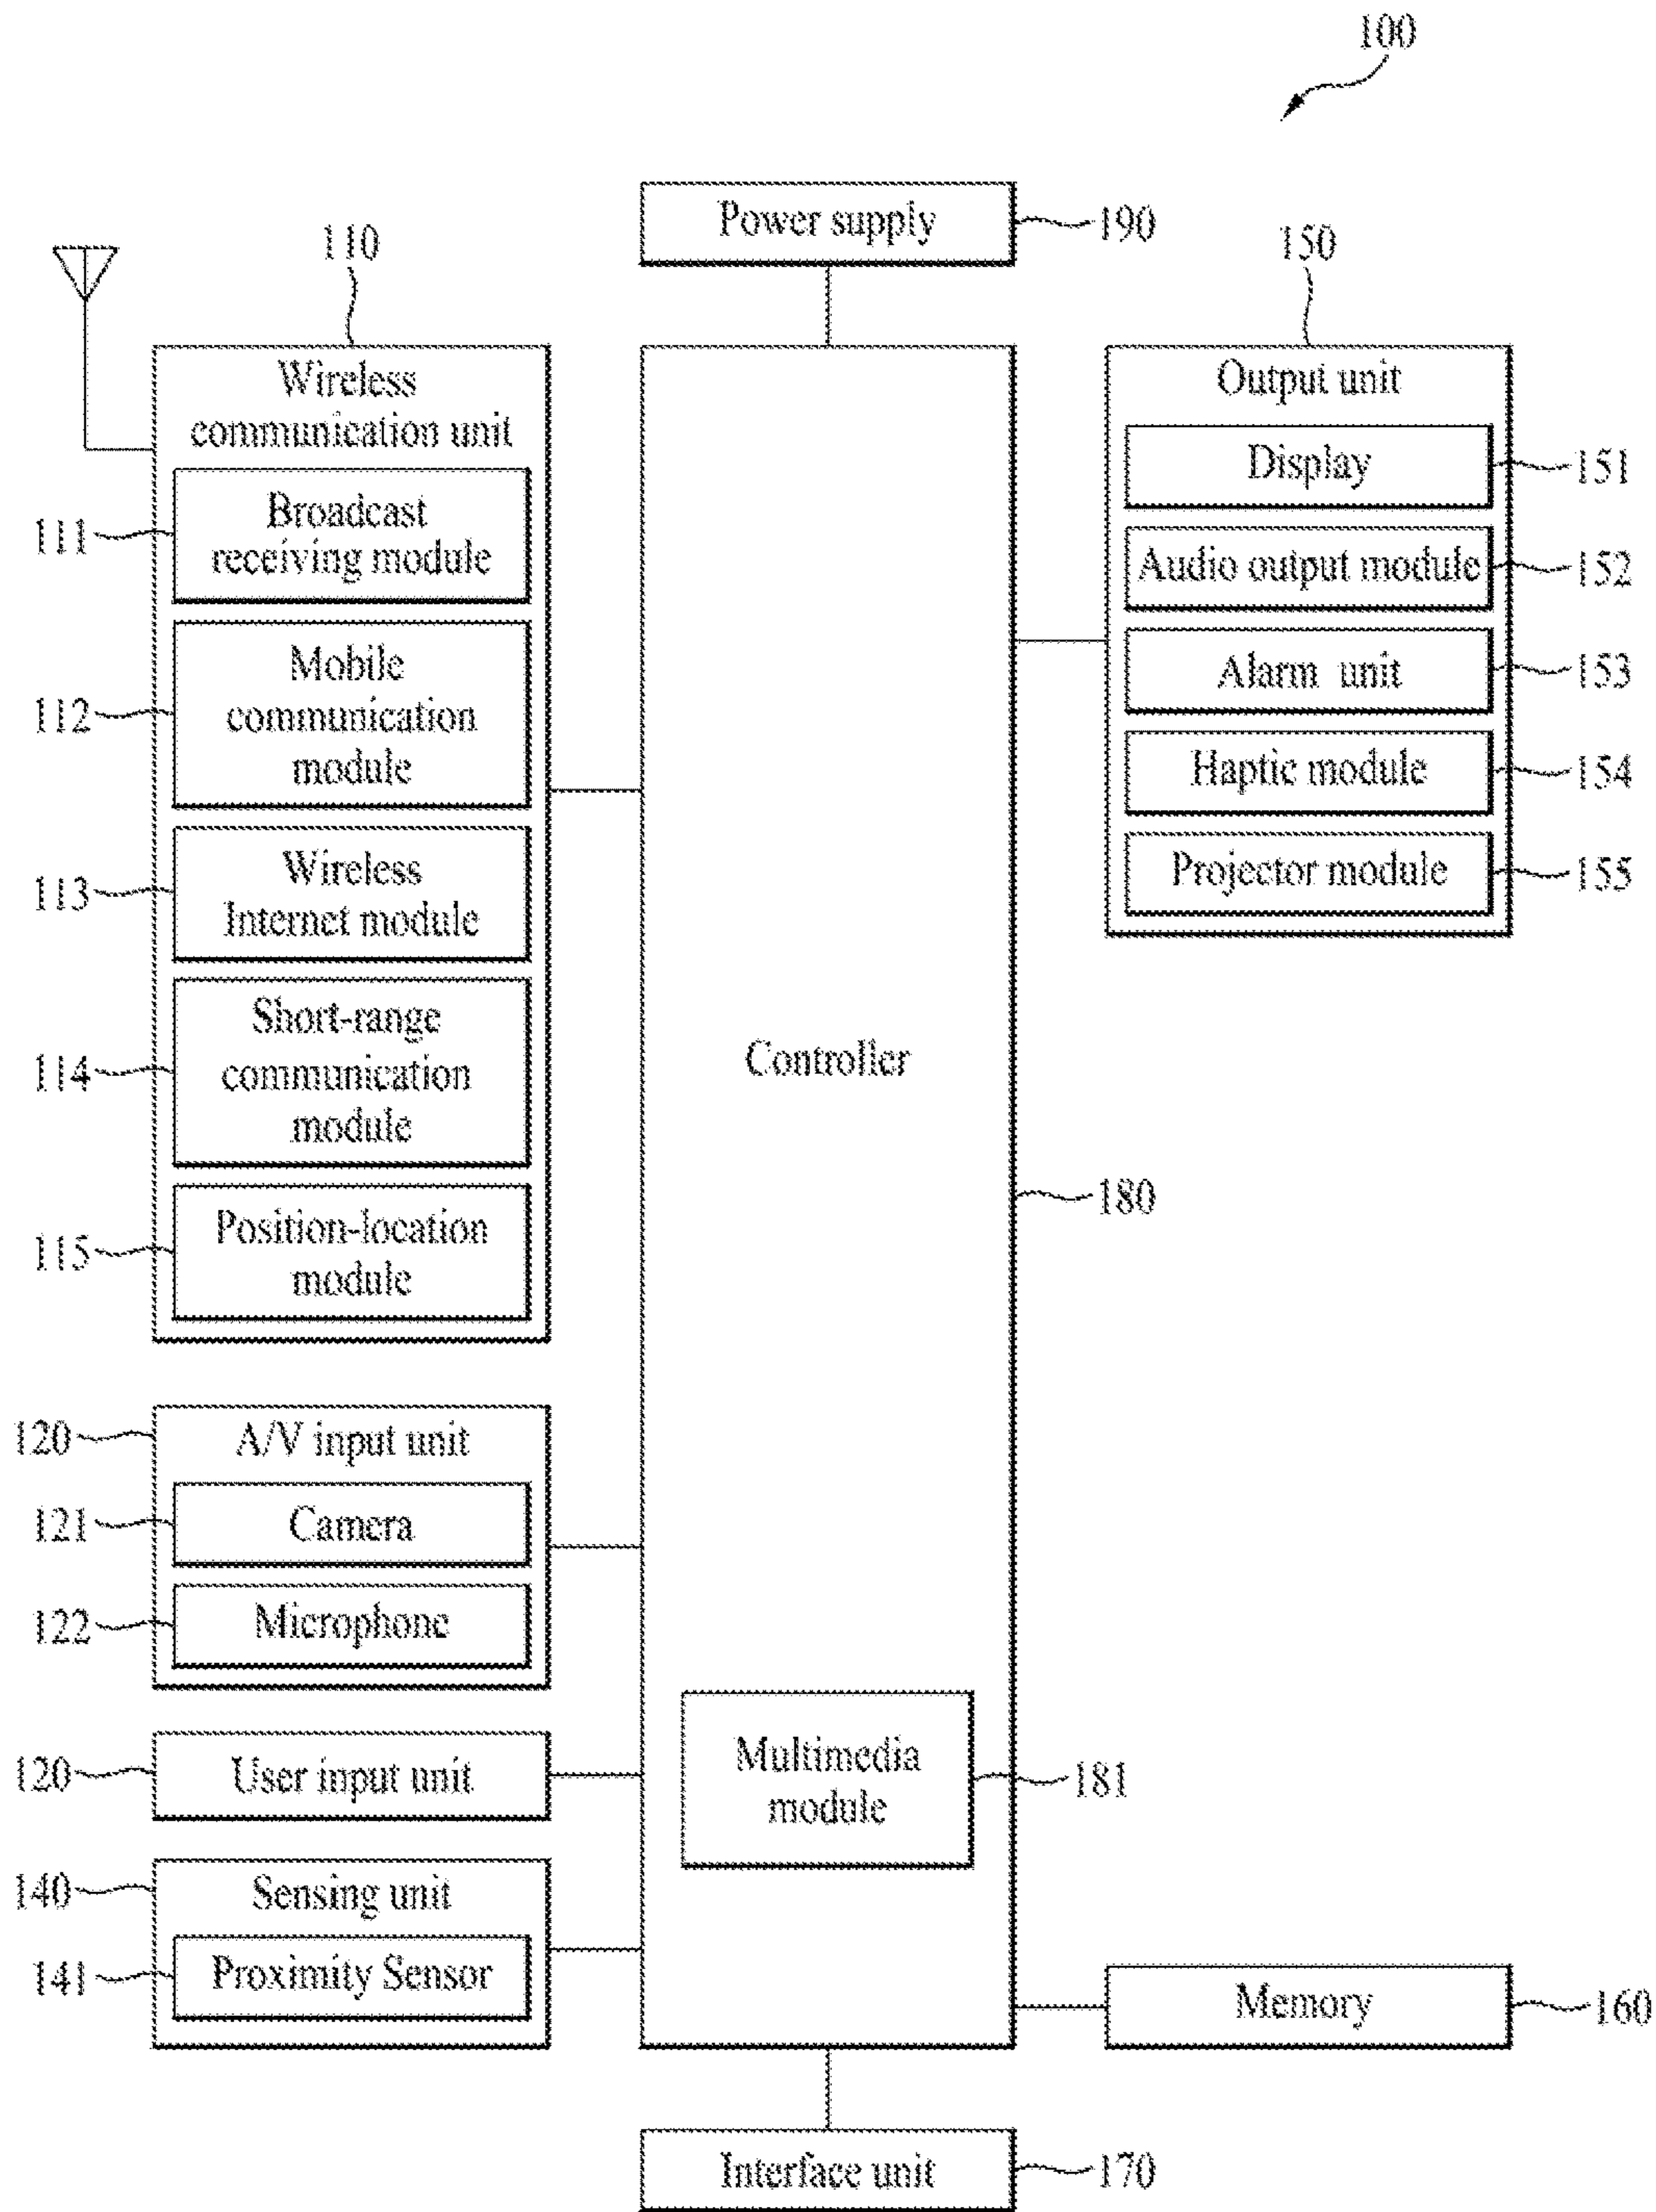 100
Power supply
190
110
150
Wireless
communication unit
Output unit
111
Broadcast
receiving module
Display
151
Audio output module
152
112
Mobile
communication
module
Alarm unit
153
Haptic module
154
113
Wireless
Internet module
Projector module
155
114
Short-range
communication
module
Controller
180
115
Position-location
module
120
A/V input unit
121
Camera
122
Microphone
120
User input unit
Multimedia
module
181
140
Sensing unit
141
Proximity Sensor
Memory
160
Interface unit
170